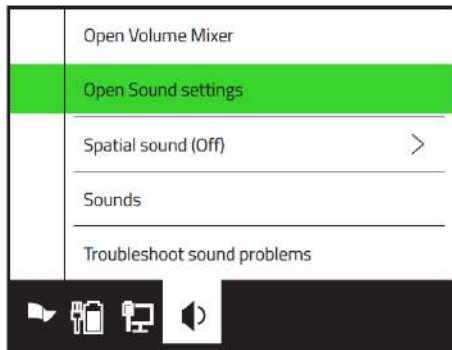 Open Volume Mixer
Open Sound settings
Spatial sound (Off)
Sounds
Troubleshoot sound problems